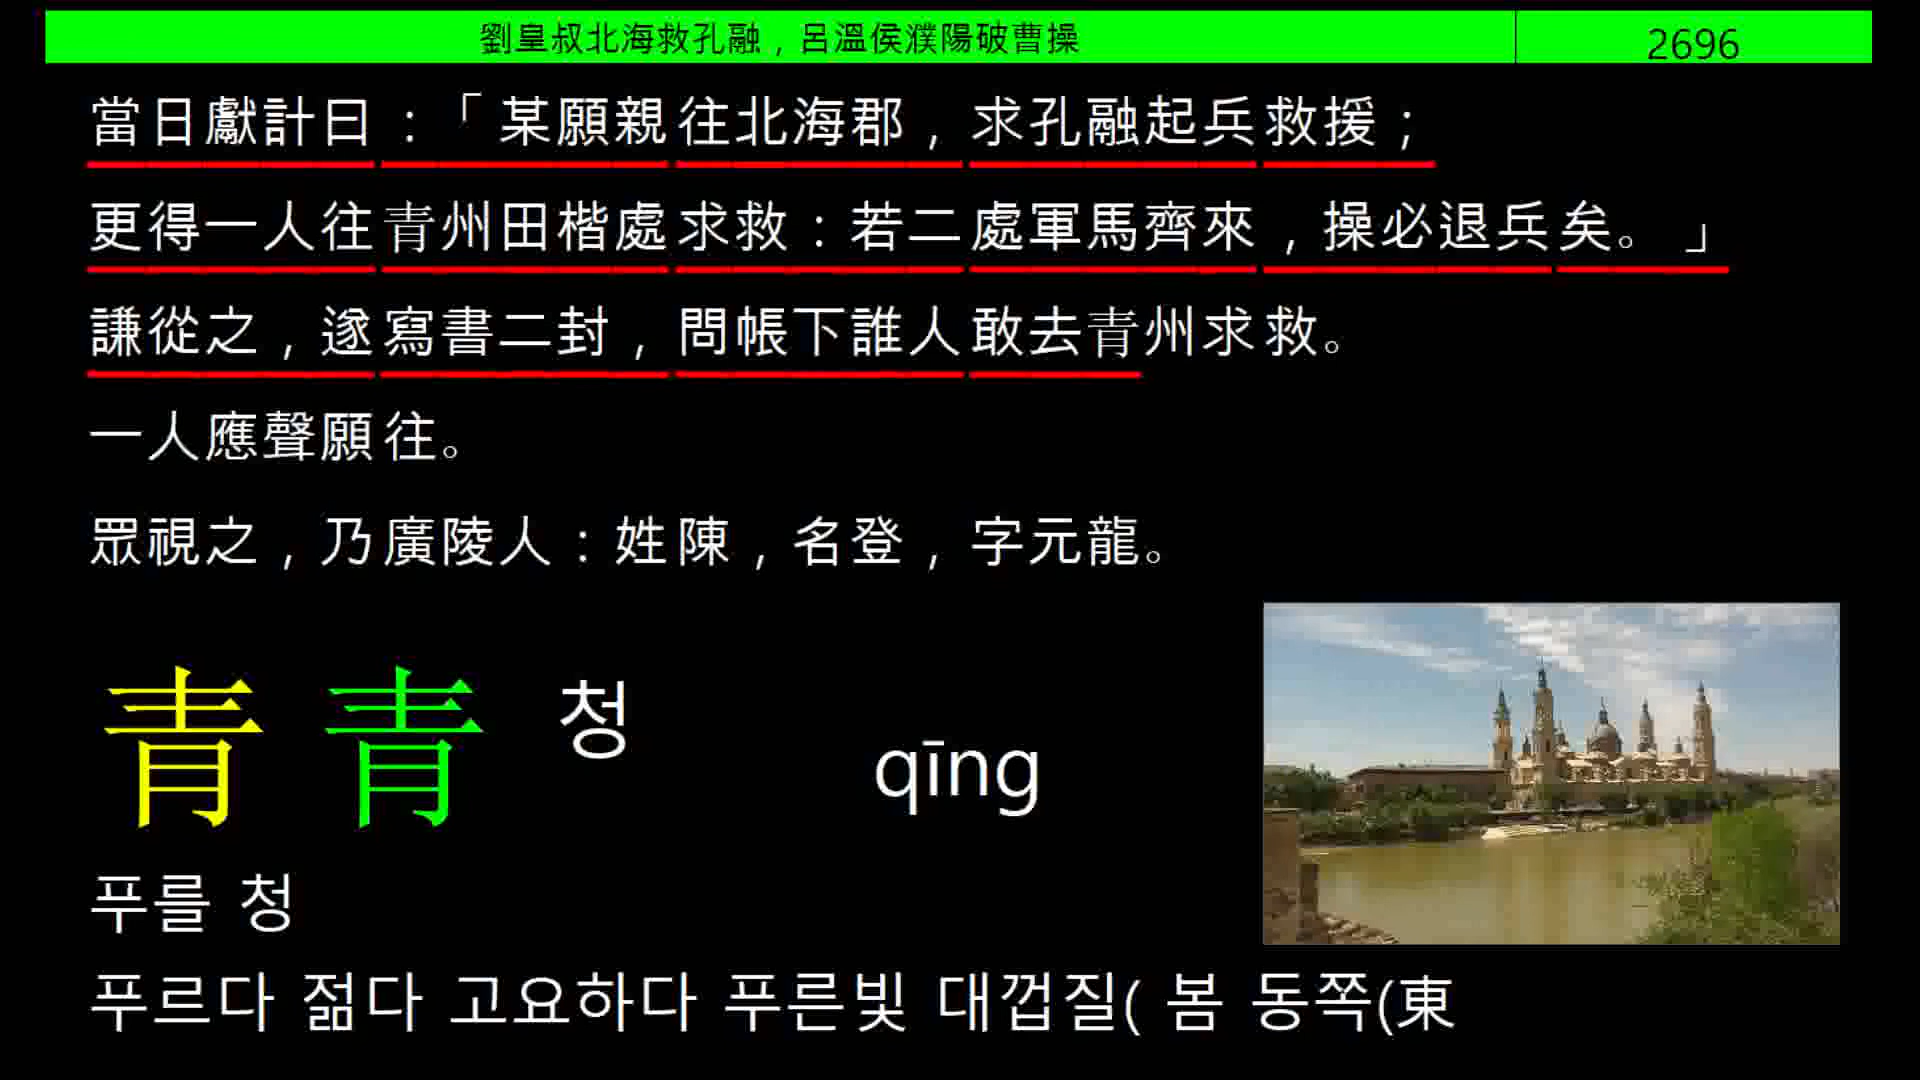 劉皇叔北海救孔融，呂溫侯濮陽破曹操
2696
當日獻計曰：「某願親往北海郡，求孔融起兵救援；
更得一人往青州田楷處求救：若二處軍馬齊來，操必退兵矣。」
謙從之，遂寫書二封，問帳下誰人敢去青州求救。
一人應聲願往。
眾視之，乃廣陵人：姓陳，名登，字元龍。
青 青 청 qīng
푸를 청
푸르다 젊다 고요하다 푸른빛 대껍질( 봄 동쪽(東